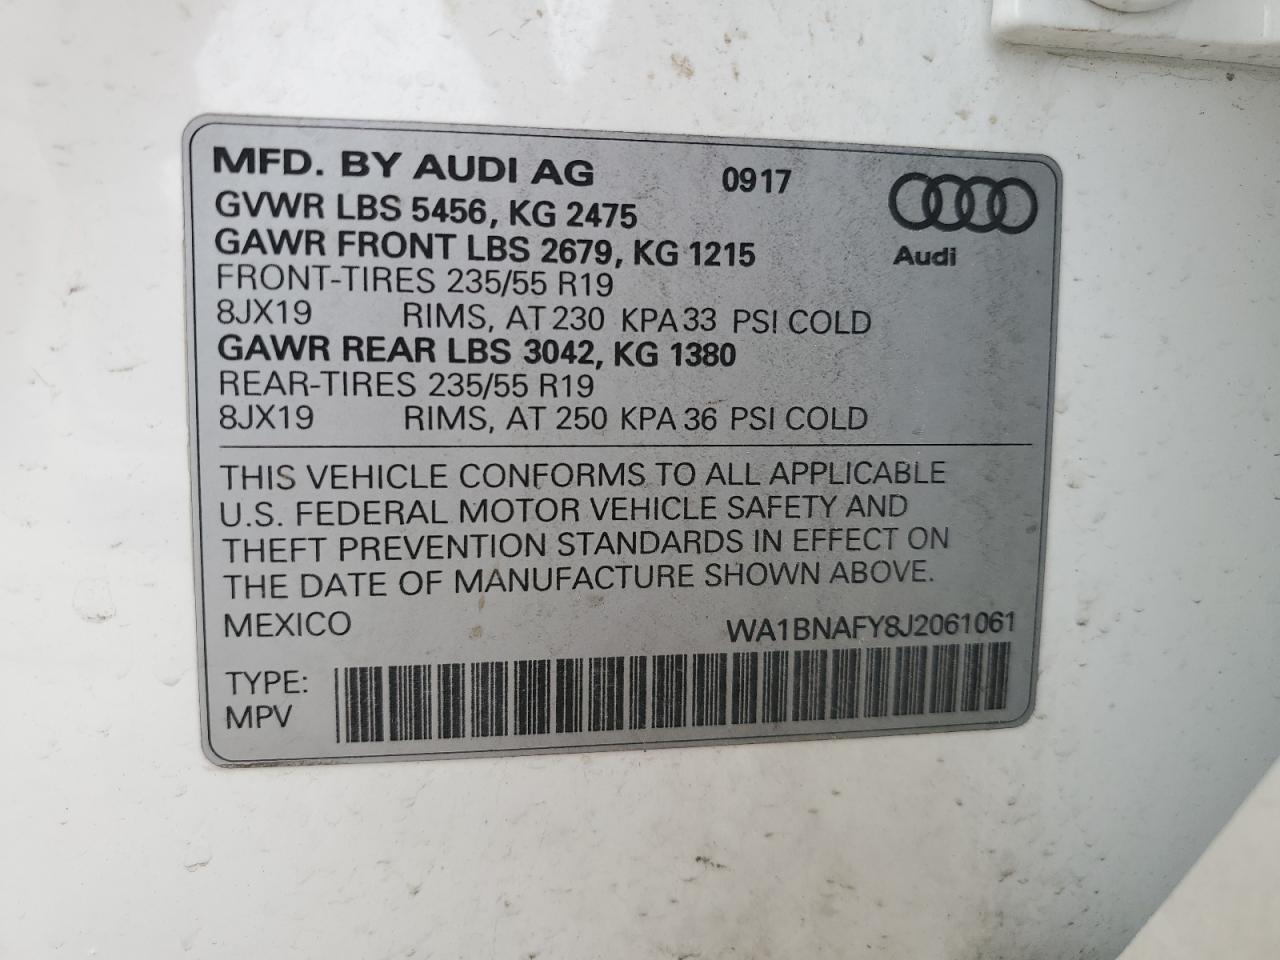 MFD. BY AUDI AG 0917
GVWR LBS 5456, KG 2475
GAWR FRONT LBS 2679, KG 1215
Audi
FRONT-TIRES 235/55 R19
8JX19 RIMS, AT 230 KPA 33 PSI COLD
GAWR REAR LBS 3042, KG 1380
REAR-TIRES 235/55 R19
8JX19 RIMS, AT 250 KPA 36 PSI COLD
THIS VEHICLE CONFORMS TO ALL APPLICABLE
U.S. FEDERAL MOTOR VEHICLE SAFETY AND
THEFT PREVENTION STANDARDS IN EFFECT ON
THE DATE OF MANUFACTURE SHOWN ABOVE.
MEXICO WA1BNAFY8J2061061
TYPE:
MPV